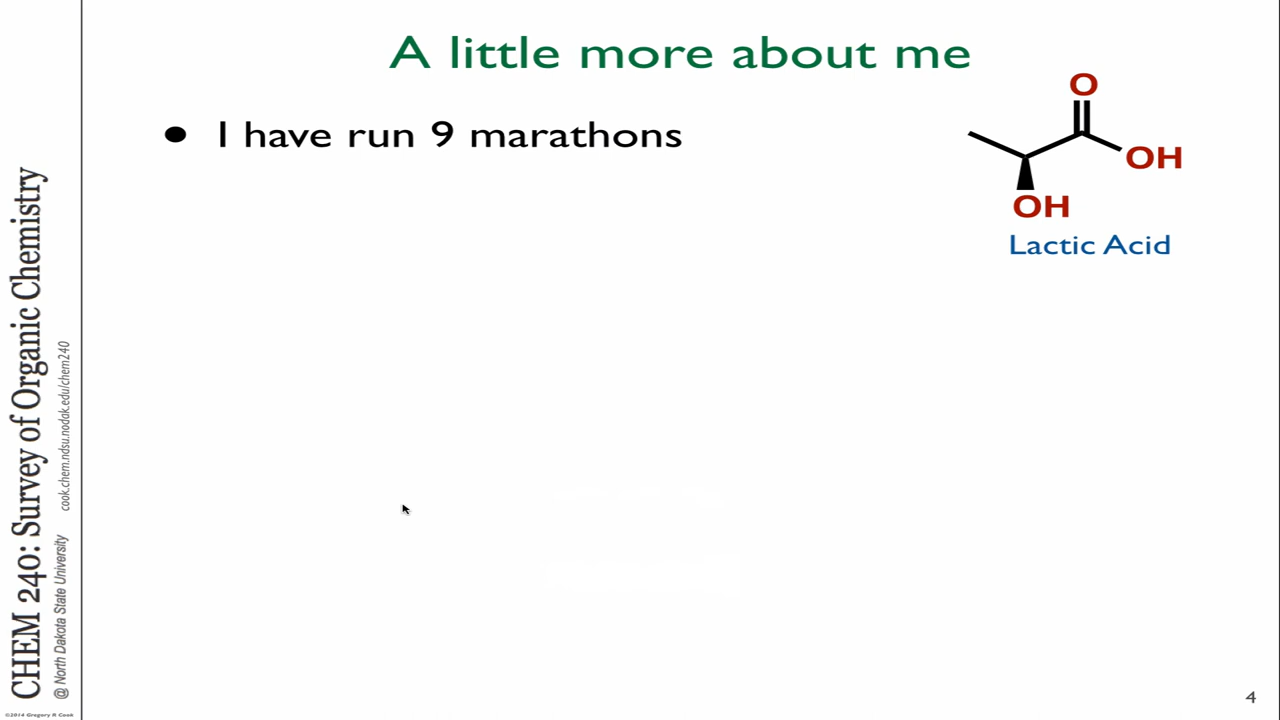 A little more about me
• I have run 9 marathons
O
OH
OH
Lactic Acid
CHEM 240: Survey of Organic Chemistry
@ North Dakota State University cook.chem.ndsu.nodak.edu/chem240
©2014 Gregory R Cook
4